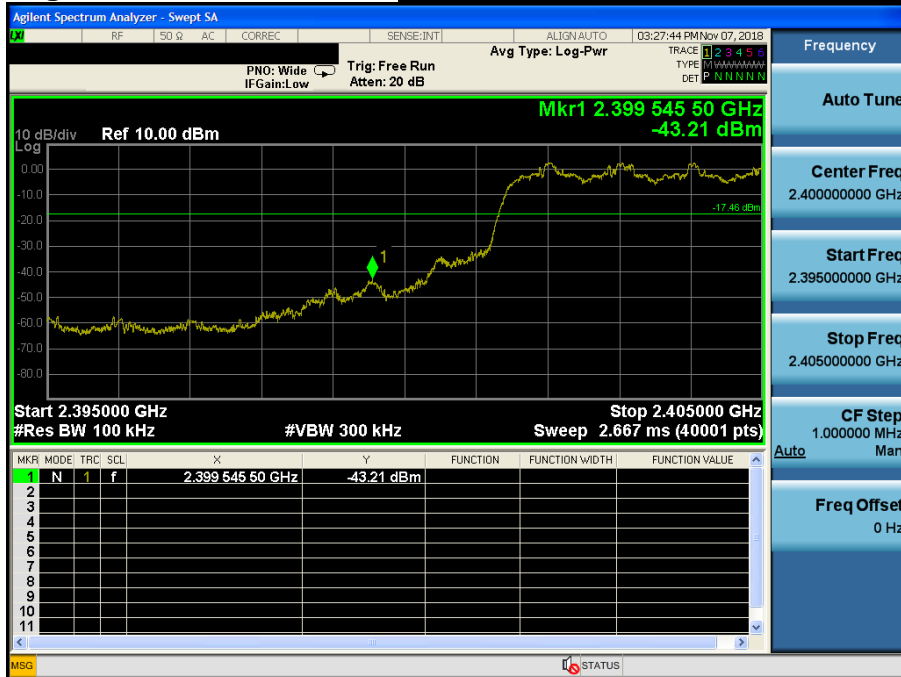 Agilent Spectrum Analyzer - Swept SA
LXI RF 50 Ω AC CORREC SENSE:INT ALIGN AUTO 03:27:44 PM Nov 07, 2018
Avg Type: Log-Pwr TRACE 1 2 3 4 5 6
PNO: Wide Trig: Free Run TYPE M WWWWW
IFGain:Low Atten: 20 dB DET P N N N N N
Mkr1 2.399 545 50 GHz
10 dB/div Ref 10.00 dBm -43.21 dBm
Log
0.00
-10.0
-17.46 dBm
-20.0
-30.0
1
-40.0
-50.0
-60.0
-70.0
-80.0
Start 2.395000 GHz Stop 2.405000 GHz
#Res BW 100 kHz #VBW 300 kHz Sweep 2.667 ms (40001 pts)
MKR MODE TRC SCL X Y FUNCTION FUNCTION WIDTH FUNCTION VALUE
1 N 1 f 2.399 545 50 GHz -43.21 dBm
2
3
4
5
6
7
8
9
10
11
MSG STATUS
Frequency
Auto Tune
Center Freq
2.400000000 GHz
Start Freq
2.395000000 GHz
Stop Freq
2.405000000 GHz
CF Step
1.000000 MHz
Auto Man
Freq Offset
0 Hz